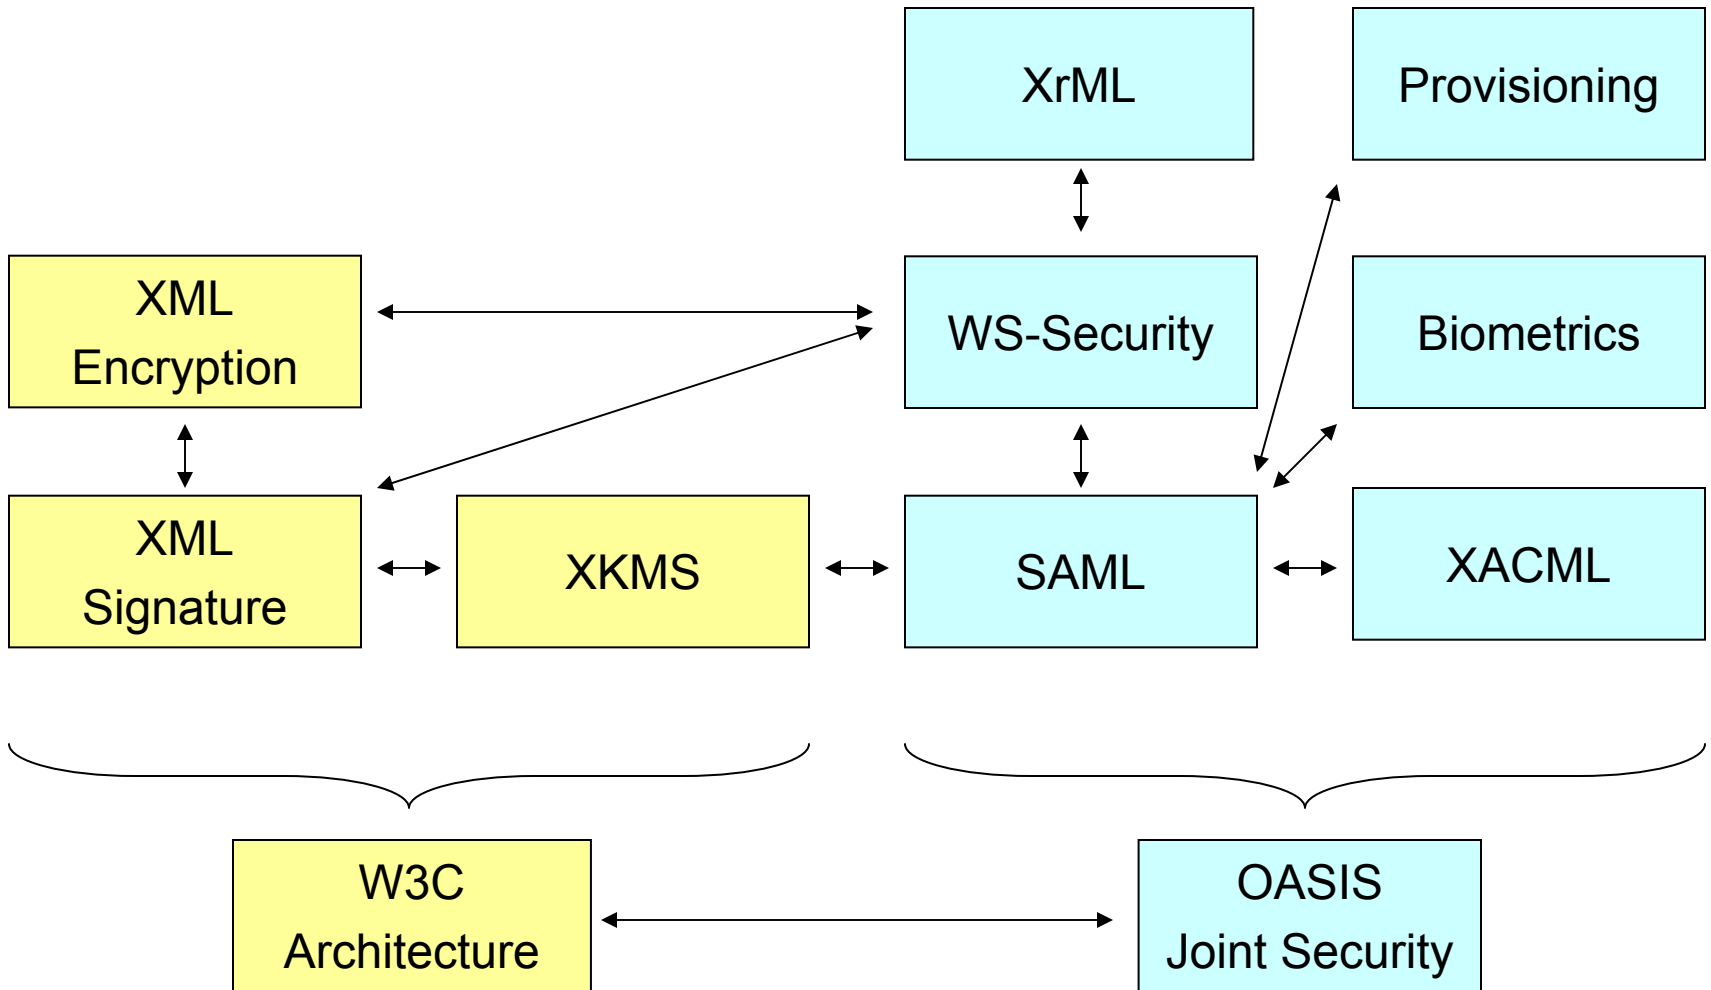 XrML
Provisioning
XML
Encryption
WS-Security
Biometrics
XML
Signature
XKMS
SAML
XACML
W3C
Architecture
OASIS
Joint Security